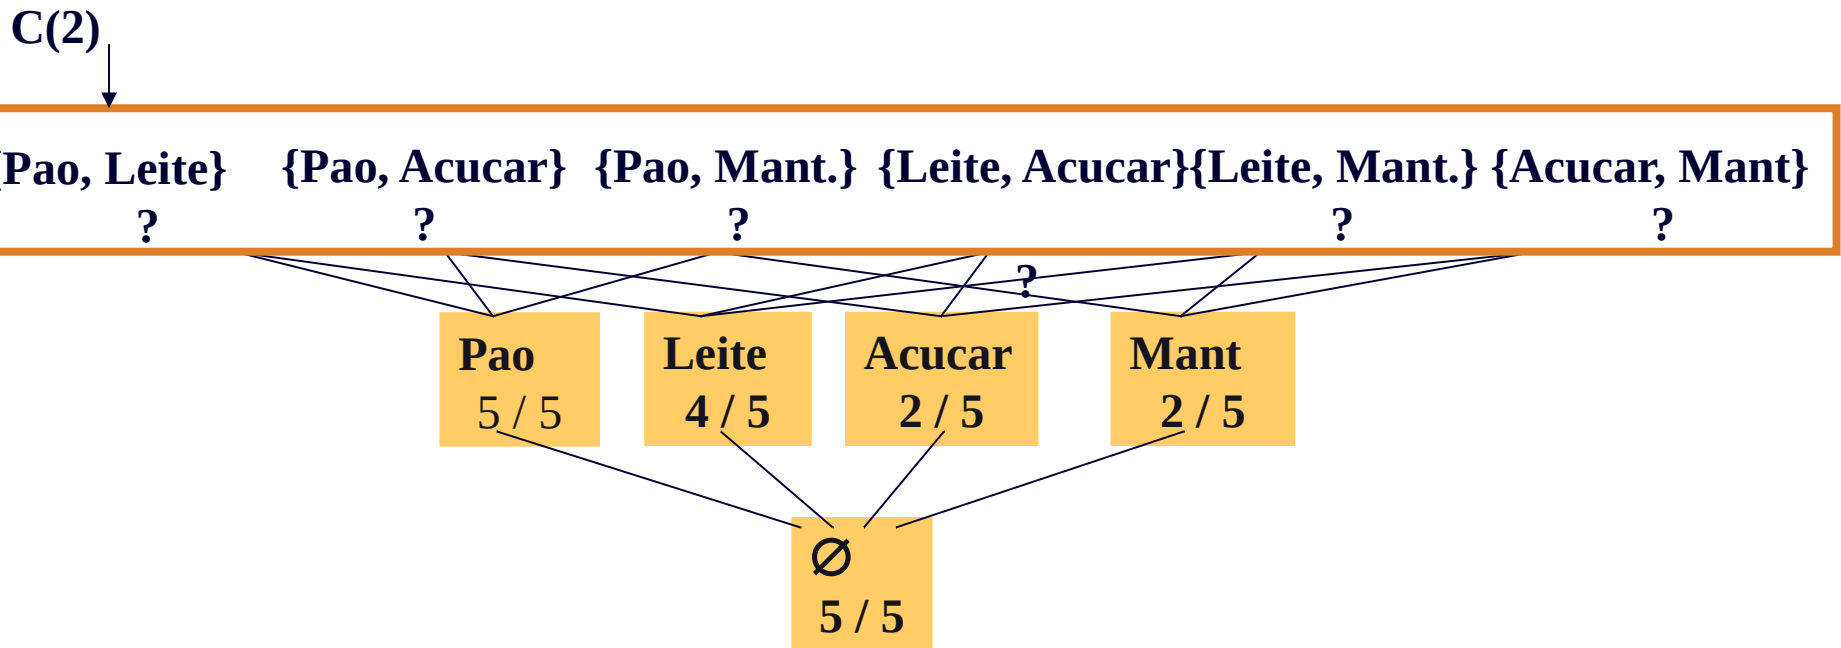 C(2)
{Pao, Leite} {Pao, Acucar} {Pao, Mant.} {Leite, Acucar}{Leite, Mant.} {Acucar, Mant}
? ? ? ? ?
?
Pao Leite Acucar Mant
5 / 5 4 / 5 2 / 5 2 / 5
∅
5 / 5